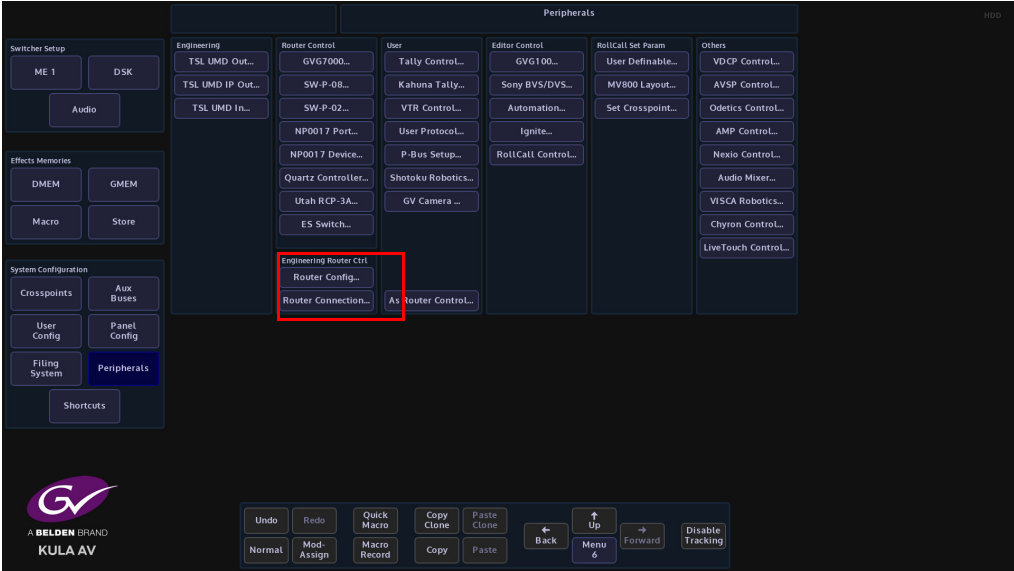 Peripherals
HDD
Switcher Setup
ME 1
DSK
Audio
Effects Memories
DMEM
GMEM
Macro
Store
System Configuration
Crosspoints
Aux
Buses
User
Config
Panel
Config
Filing
System
Peripherals
Shortcuts
Engineering
TSL UMD Out...
TSL UMD IP Out...
TSL UMD In...
Router Control
GVG7000...
SW-P-08...
SW-P-02...
NP0017 Port...
NP0017 Device...
Quartz Controller...
Utah RCP-3A...
ES Switch...
Engineering Router Ctrl
Router Config...
Router Connection...
User
Tally Control...
Kahuna Tally...
VTR Control...
User Protocol...
P-Bus Setup...
Shotoku Robotics...
GV Camera ...
As Router Control...
Editor Control
GVG100...
Sony BVS/DVS...
Automation...
Ignite...
RollCall Control...
RollCall Set Param
User Definable...
MV800 Layout...
Set Crosspoint...
Others
VDCP Control...
AVSP Control...
Odetics Control...
AMP Control...
Nexio Control...
Audio Mixer...
VISCA Robotics...
Chyron Control...
LiveTouch Control...
GV
A BELDEN BRAND
KULA AV
Undo
Redo
Quick
Macro
Copy
Clone
Paste
Clone
Normal
Mod-
Assign
Macro
Record
Copy
Paste
Back
Up
Menu
6
Forward
Disable
Tracking